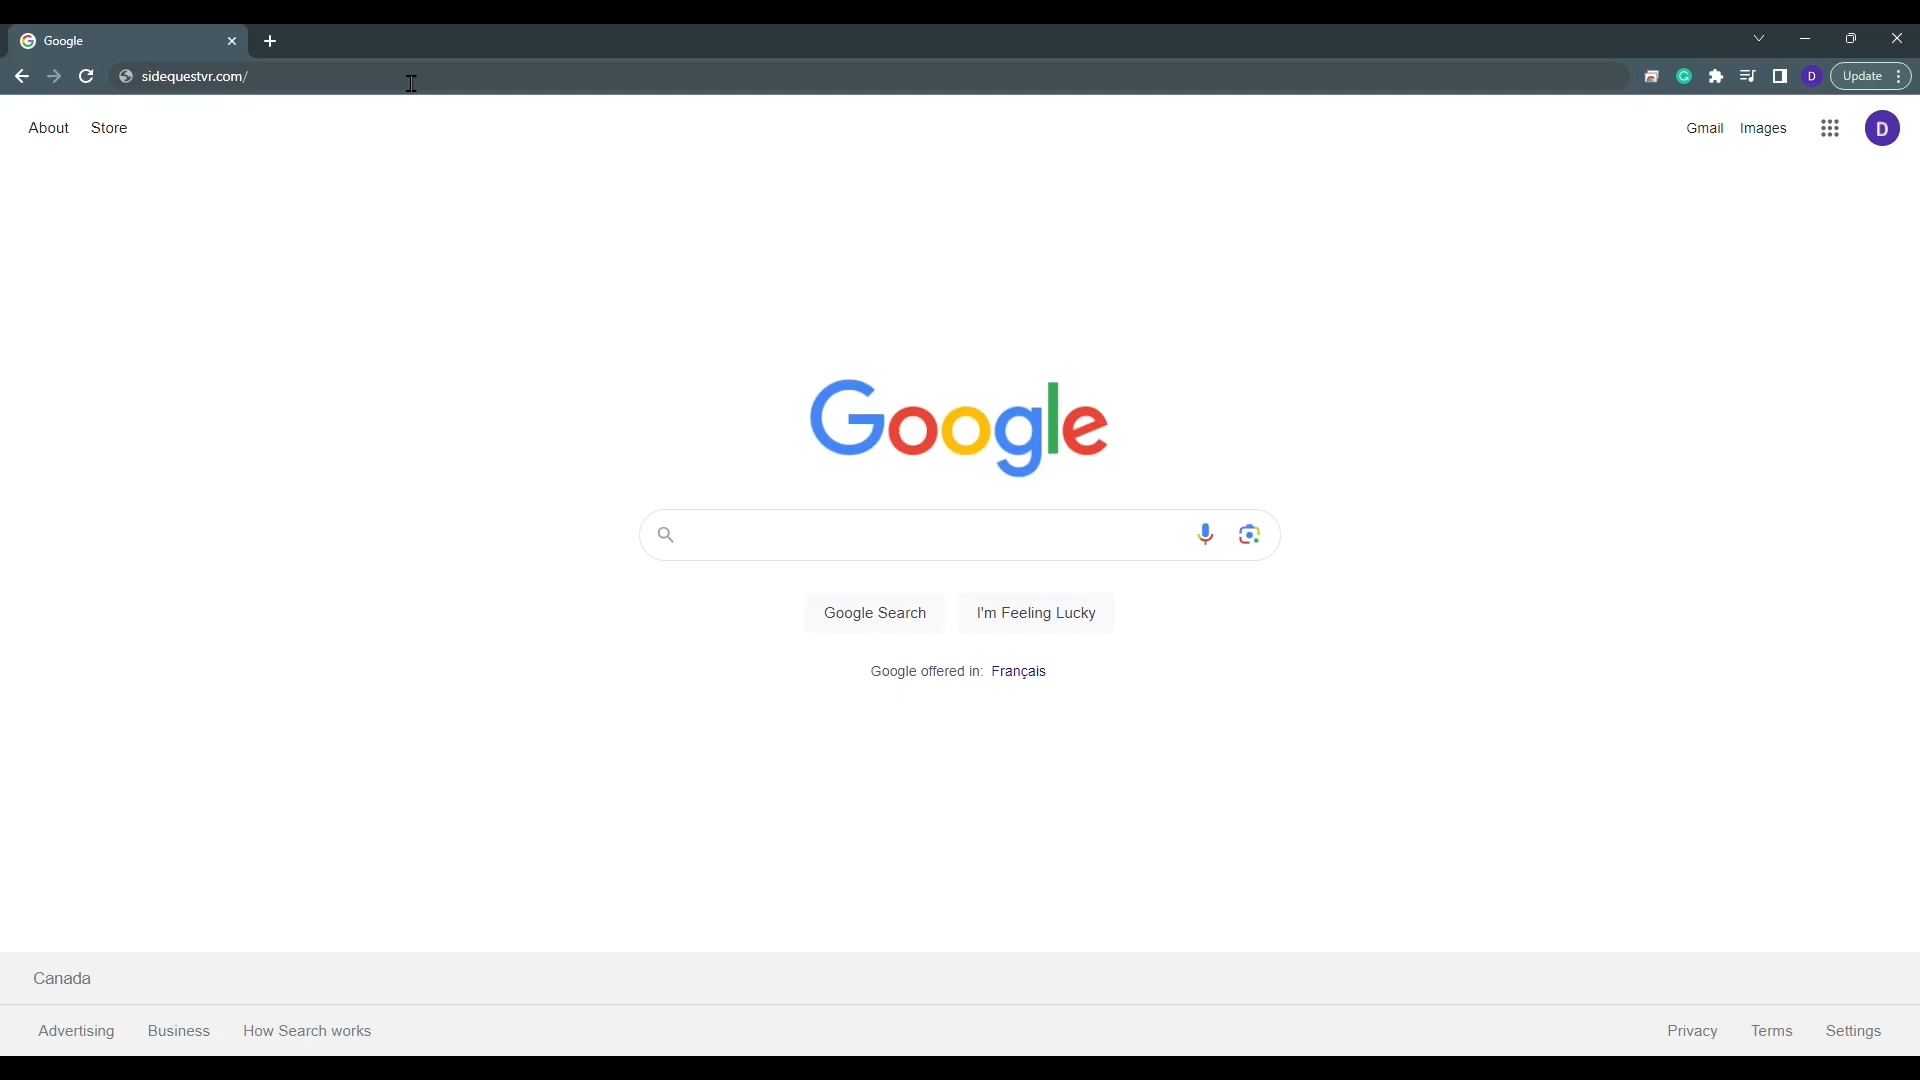 Google
sidequestvr.com/
D
Update
About
Store
Gmail
Images
D
Google
Google Search
I'm Feeling Lucky
Google offered in: Français
Canada
Advertising
Business
How Search works
Privacy
Terms
Settings